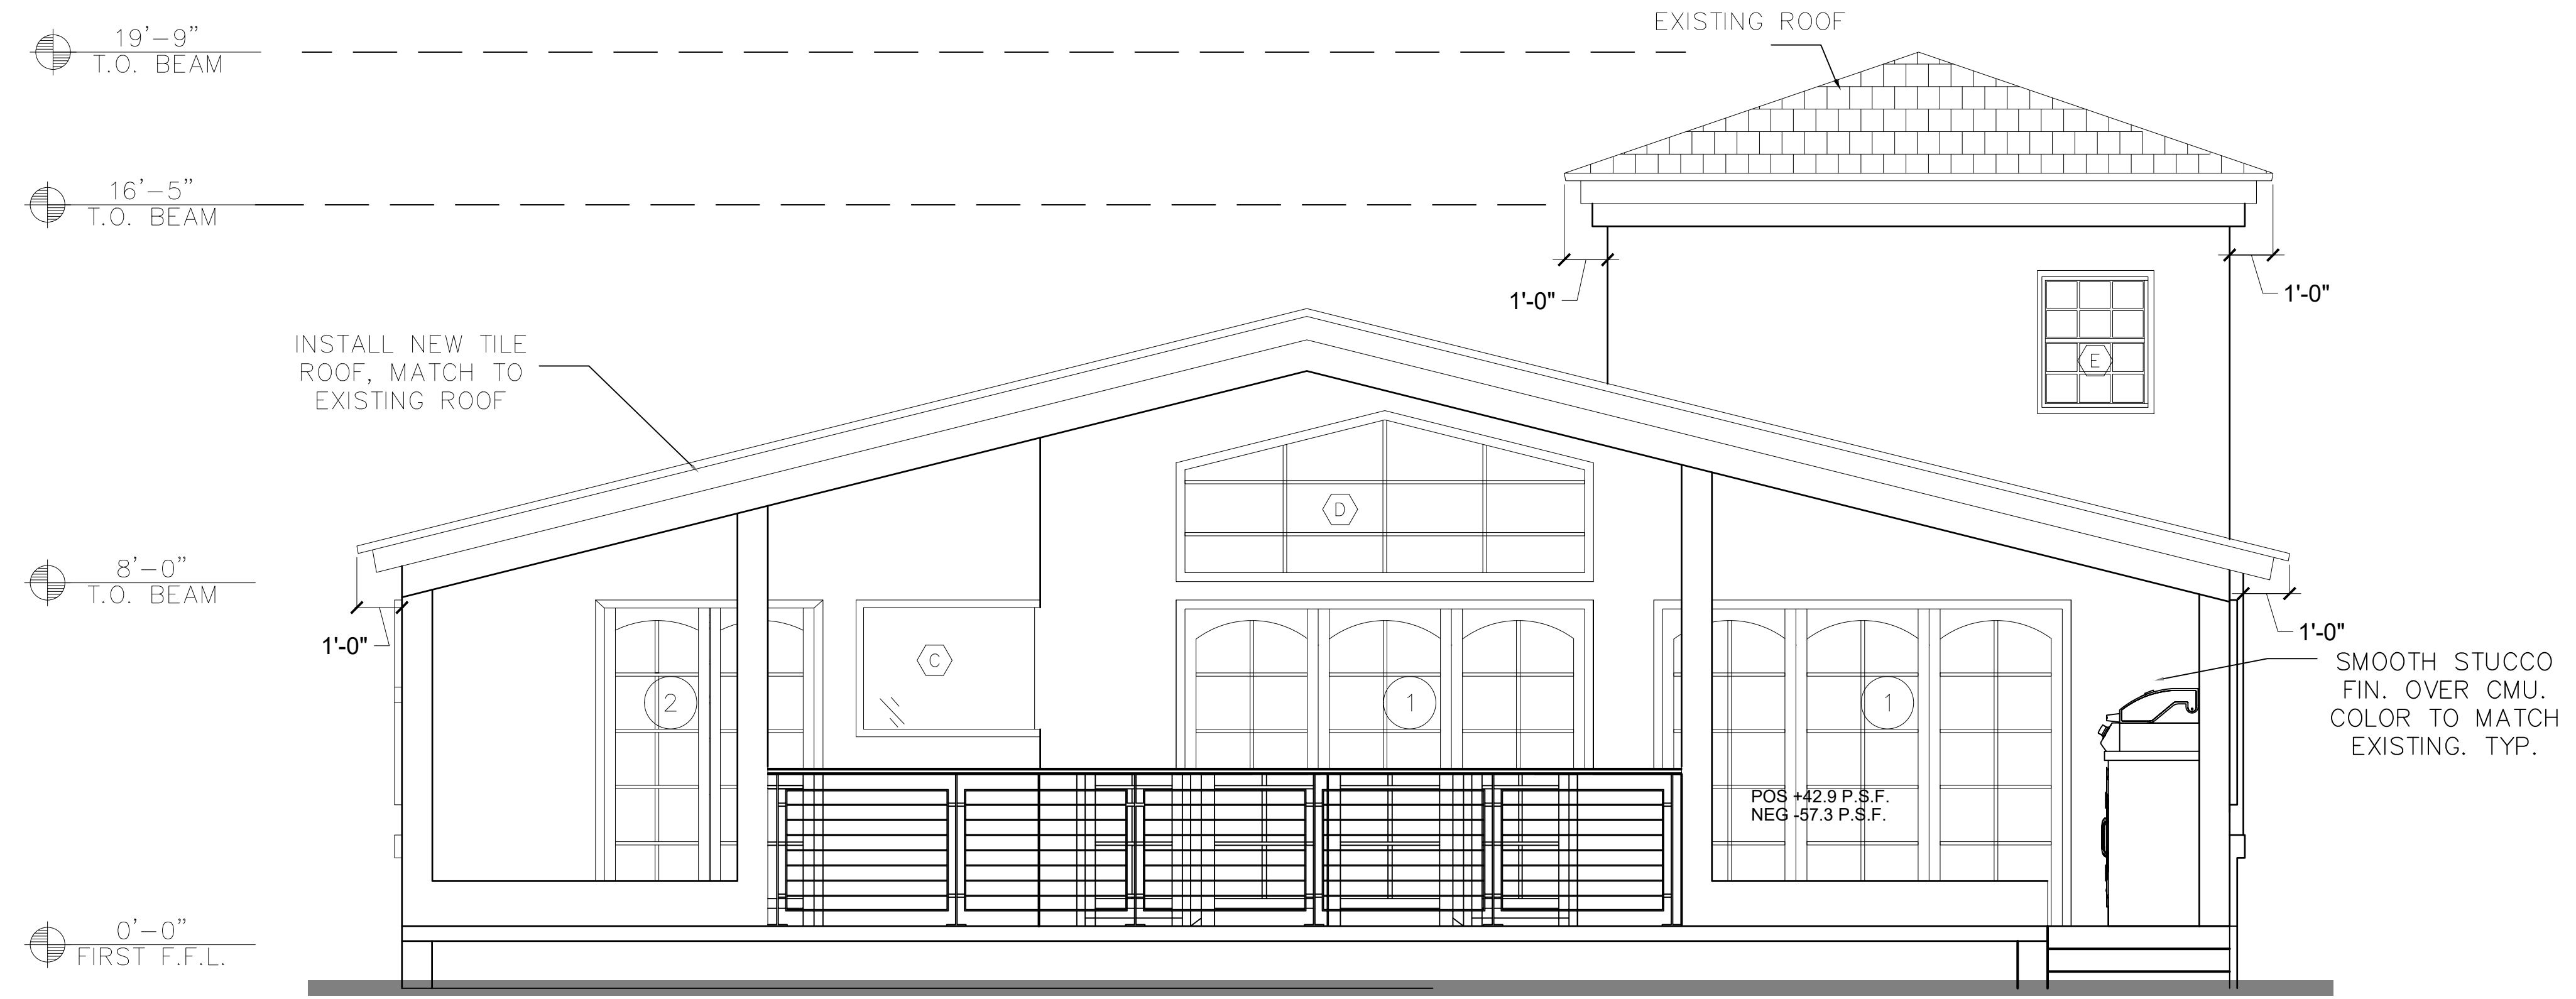 EXISTING ROOF
19'-9"
T.O. BEAM
16'-5"
T.O. BEAM
1'-0"
1'-0"
INSTALL NEW TILE
ROOF, MATCH TO
EXISTING ROOF
E
D
8'-0"
T.O. BEAM
1'-0"
1'-0"
C
SMOOTH STUCCO
FIN. OVER CMU.
COLOR TO MATCH
EXISTING. TYP.
2
1
1
POS +42.9 P.S.F.
NEG -57.3 P.S.F.
0'-0"
FIRST F.F.L.